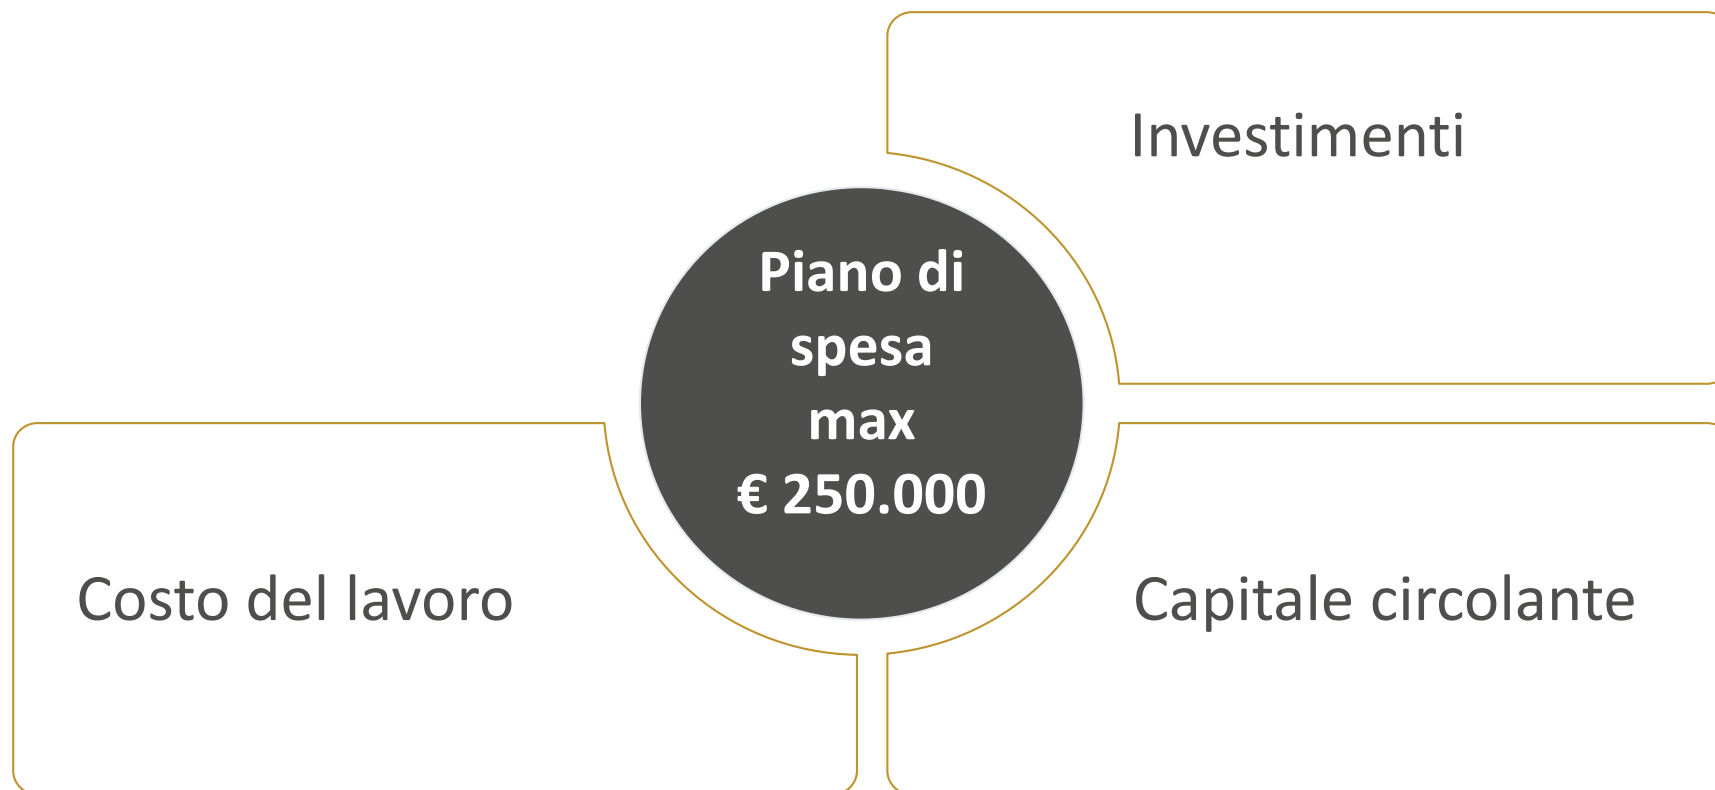 Investimenti
Piano di
spesa
max
€ 250.000
Costo del lavoro
Capitale circolante